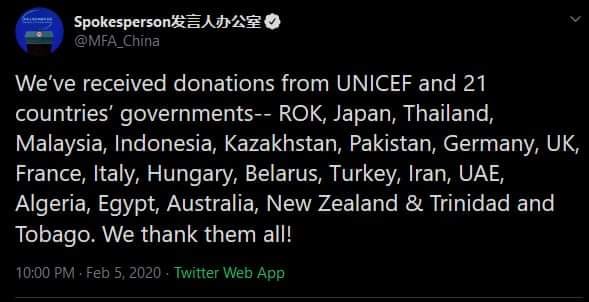 Spokesperson发言人办公室
@MFA_China
We've received donations from UNICEF and 21
countries' governments-- ROK, Japan, Thailand,
Malaysia, Indonesia, Kazakhstan, Pakistan, Germany, UK,
France, Italy, Hungary, Belarus, Turkey, Iran, UAE,
Algeria, Egypt, Australia, New Zealand & Trinidad and
Tobago. We thank them all!
10:00 PM · Feb 5, 2020 · Twitter Web App